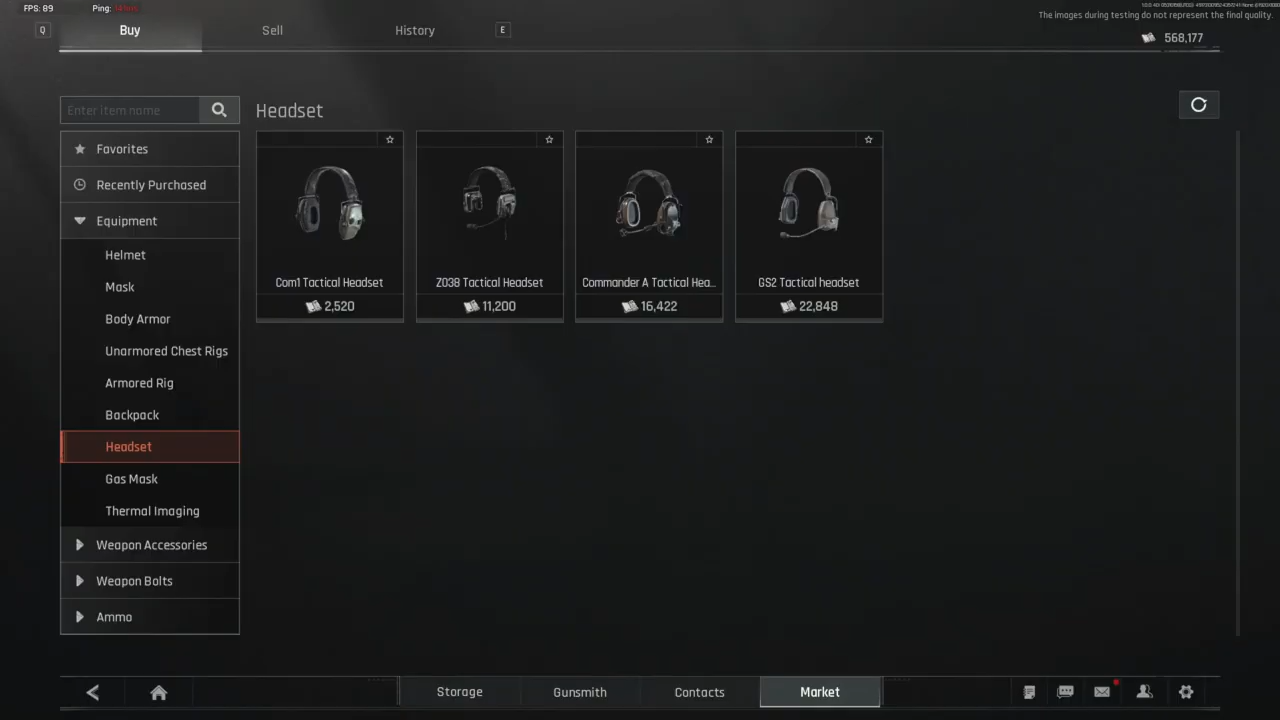 FPS: 89
Ping:
The images during testing do not represent the final quality.
Q
Buy
Sell
History
E
568,177
Enter item name
Headset
Favorites
Recently Purchased
Equipment
Helmet
Mask
Body Armor
Unarmored Chest Rigs
Armored Rig
Backpack
Headset
Gas Mask
Thermal Imaging
Weapon Accessories
Weapon Bolts
Ammo
Com1 Tactical Headset
2,520
Z03B Tactical Headset
11,200
Commander A Tactical Hea...
16,422
GS2 Tactical headset
22,848
Storage
Gunsmith
Contacts
Market